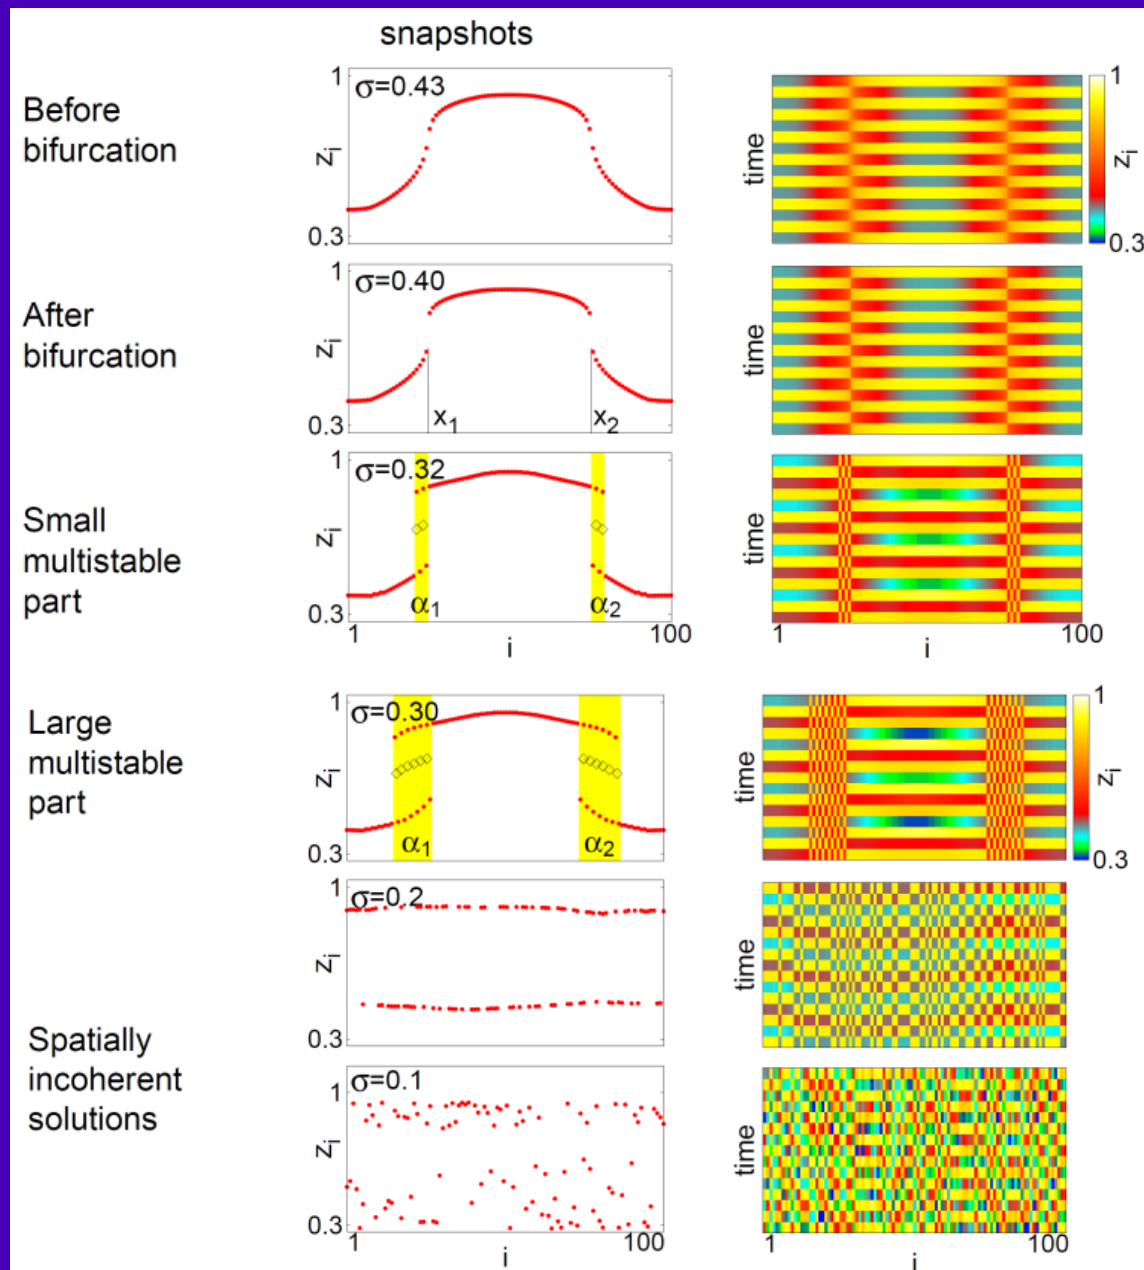 snapshots
Before
bifurcation
1
σ=0.43
z_i
0.3
time
1
z_i
0.3
After
bifurcation
1
σ=0.40
z_i
0.3
x_1
x_2
time
Small
multistable
part
1
σ=0.32
z_i
0.3
α_1
α_2
1
i
100
time
1
i
100
Large
multistable
part
1
σ=0.30
z_i
0.3
α_1
α_2
time
1
z_i
0.3
Spatially
incoherent
solutions
1
σ=0.2
z_i
0.3
time
1
σ=0.1
z_i
0.3
1
i
100
time
1
i
100